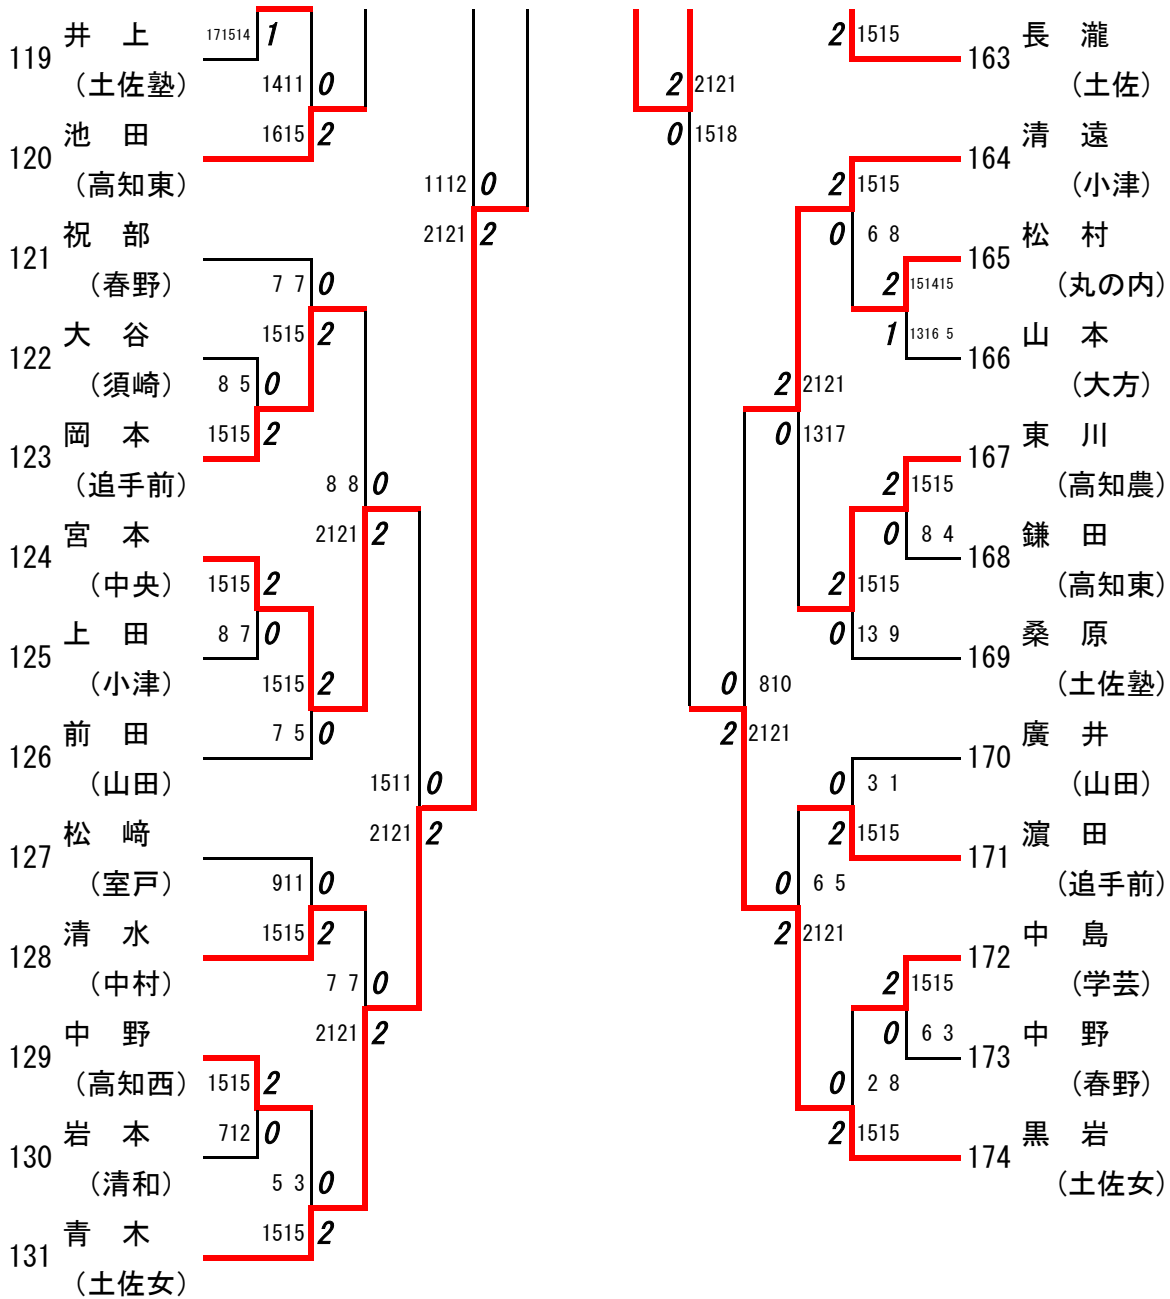 井 上
119
171514 1
(土佐塾)
1411 0
池 田
120
1615 2
(高知東)
1112 0
2121 2
祝 部
121
(春野)
7 7 0
大 谷
122
1515 2
(須崎)
8 5 0
岡 本
123
1515 2
(追手前)
8 8 0
宮 本
124
2121 2
(中央)
1515 2
上 田
125
8 7 0
(小津)
1515 2
前 田
126
7 5 0
(山田)
1511 0
松 﨑
127
2121 2
(室戸)
911 0
清 水
128
1515 2
(中村)
7 7 0
中 野
129
2121 2
(高知西)
1515 2
岩 本
130
712 0
(清和)
5 3 0
青 木
131
1515 2
(土佐女)
2 1515
長 瀧
163
(土佐)
2 2121
0 1518
清 遠
164
(小津)
2 1515
0 6 8
松 村
165
(丸の内)
2 151415
1 1316 5
山 本
166
(大方)
2 2121
0 1317
東 川
167
(高知農)
2 1515
0 8 4
鎌 田
168
(高知東)
2 1515
0 13 9
桑 原
169
(土佐塾)
0 810
2 2121
廣 井
170
(山田)
0 3 1
2 1515
濵 田
171
(追手前)
0 6 5
2 2121
中 島
172
(学芸)
2 1515
0 6 3
中 野
173
(春野)
0 2 8
2 1515
黒 岩
174
(土佐女)